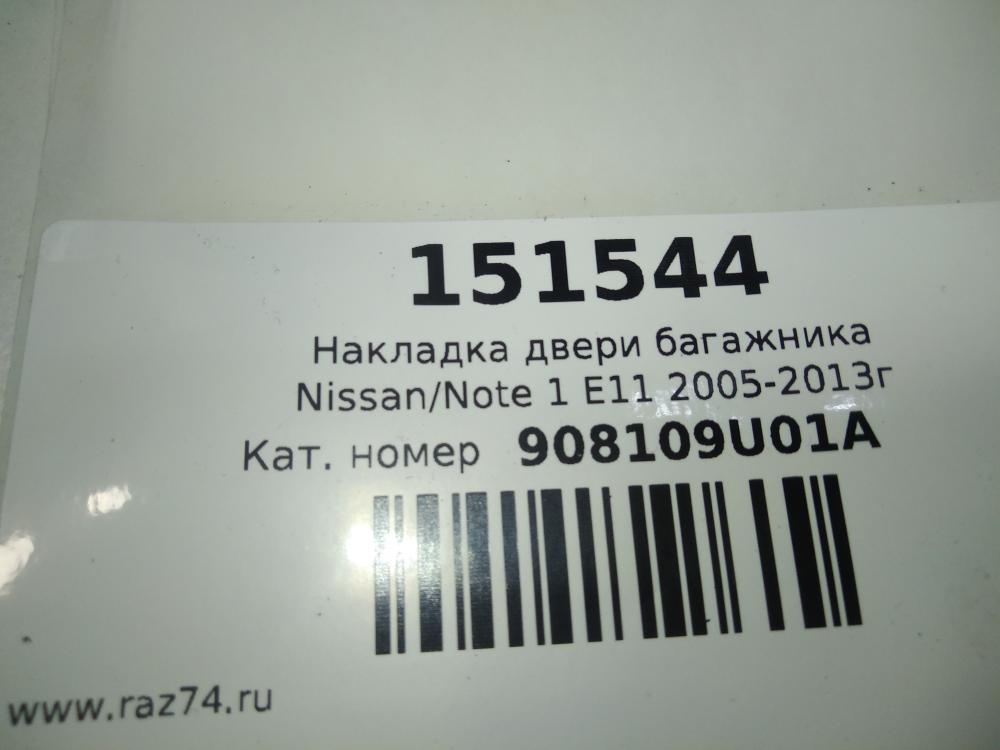 151544
Накладка двери багажника
Nissan/Note 1 E11 2005-2013г
Кат. номер 908109U01A
www.raz74.ru